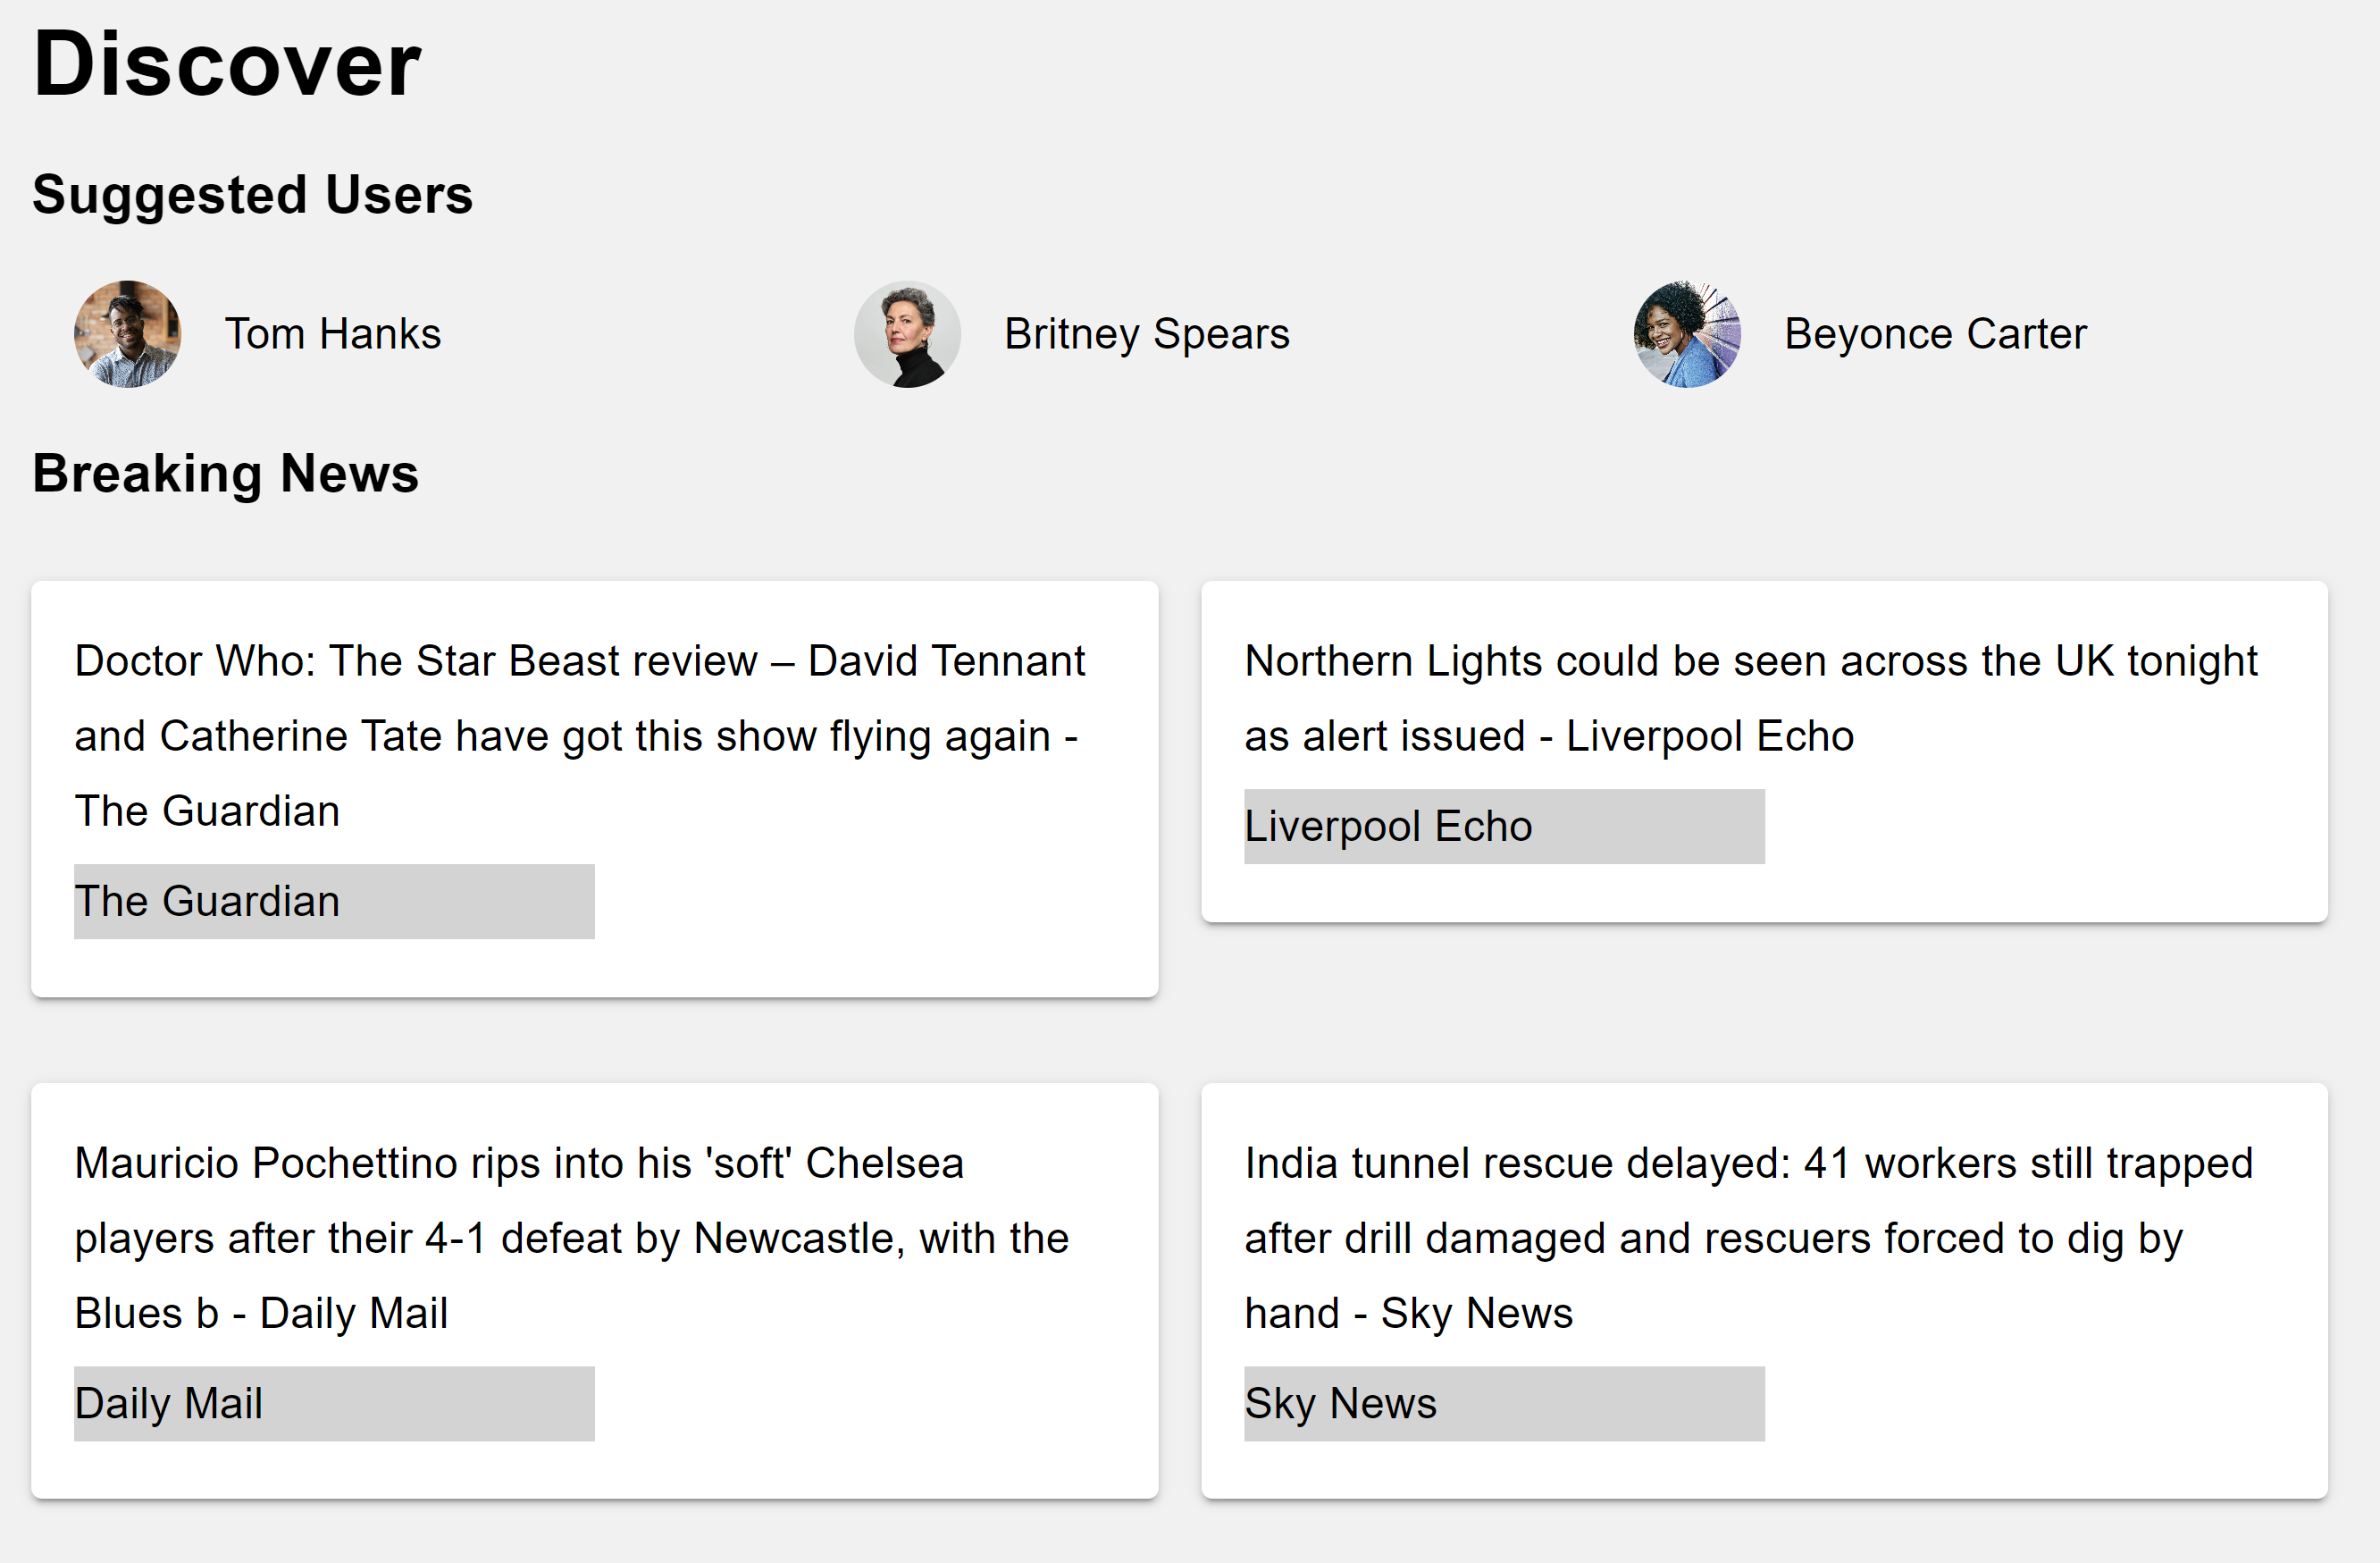 Discover
Suggested Users
Tom Hanks
Britney Spears
Beyonce Carter
Breaking News
Doctor Who: The Star Beast review – David Tennant
and Catherine Tate have got this show flying again -
The Guardian
The Guardian
Northern Lights could be seen across the UK tonight
as alert issued - Liverpool Echo
Liverpool Echo
Mauricio Pochettino rips into his 'soft' Chelsea
players after their 4-1 defeat by Newcastle, with the
Blues b - Daily Mail
Daily Mail
India tunnel rescue delayed: 41 workers still trapped
after drill damaged and rescuers forced to dig by
hand - Sky News
Sky News